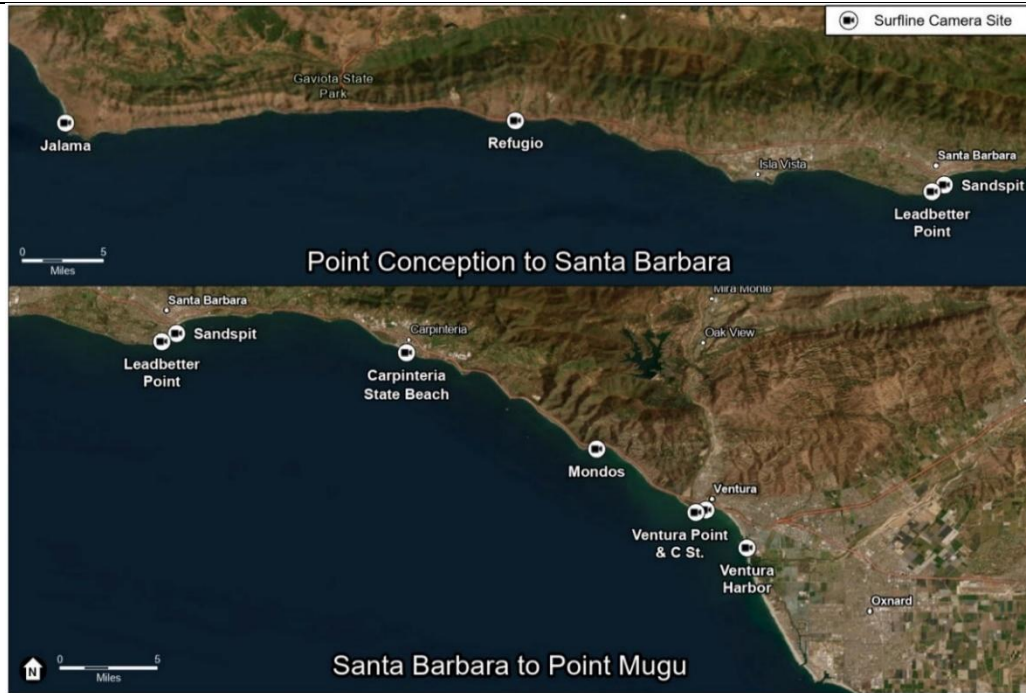 Surfline Camera Site
Gaviota State
Park
Jalama
Refugio
Isla Vista
Santa Barbara
Sandspit
Leadbetter
Point
0 5
Miles
Point Conception to Santa Barbara
Mira Monte
Santa Barbara
Sandspit
Leadbetter
Point
Carpinteria
Carpinteria
State Beach
Oak View
Mondos
Ventura
Ventura Point
& C St.
Ventura
Harbor
Oxnard
N
0 5
Miles
Santa Barbara to Point Mugu